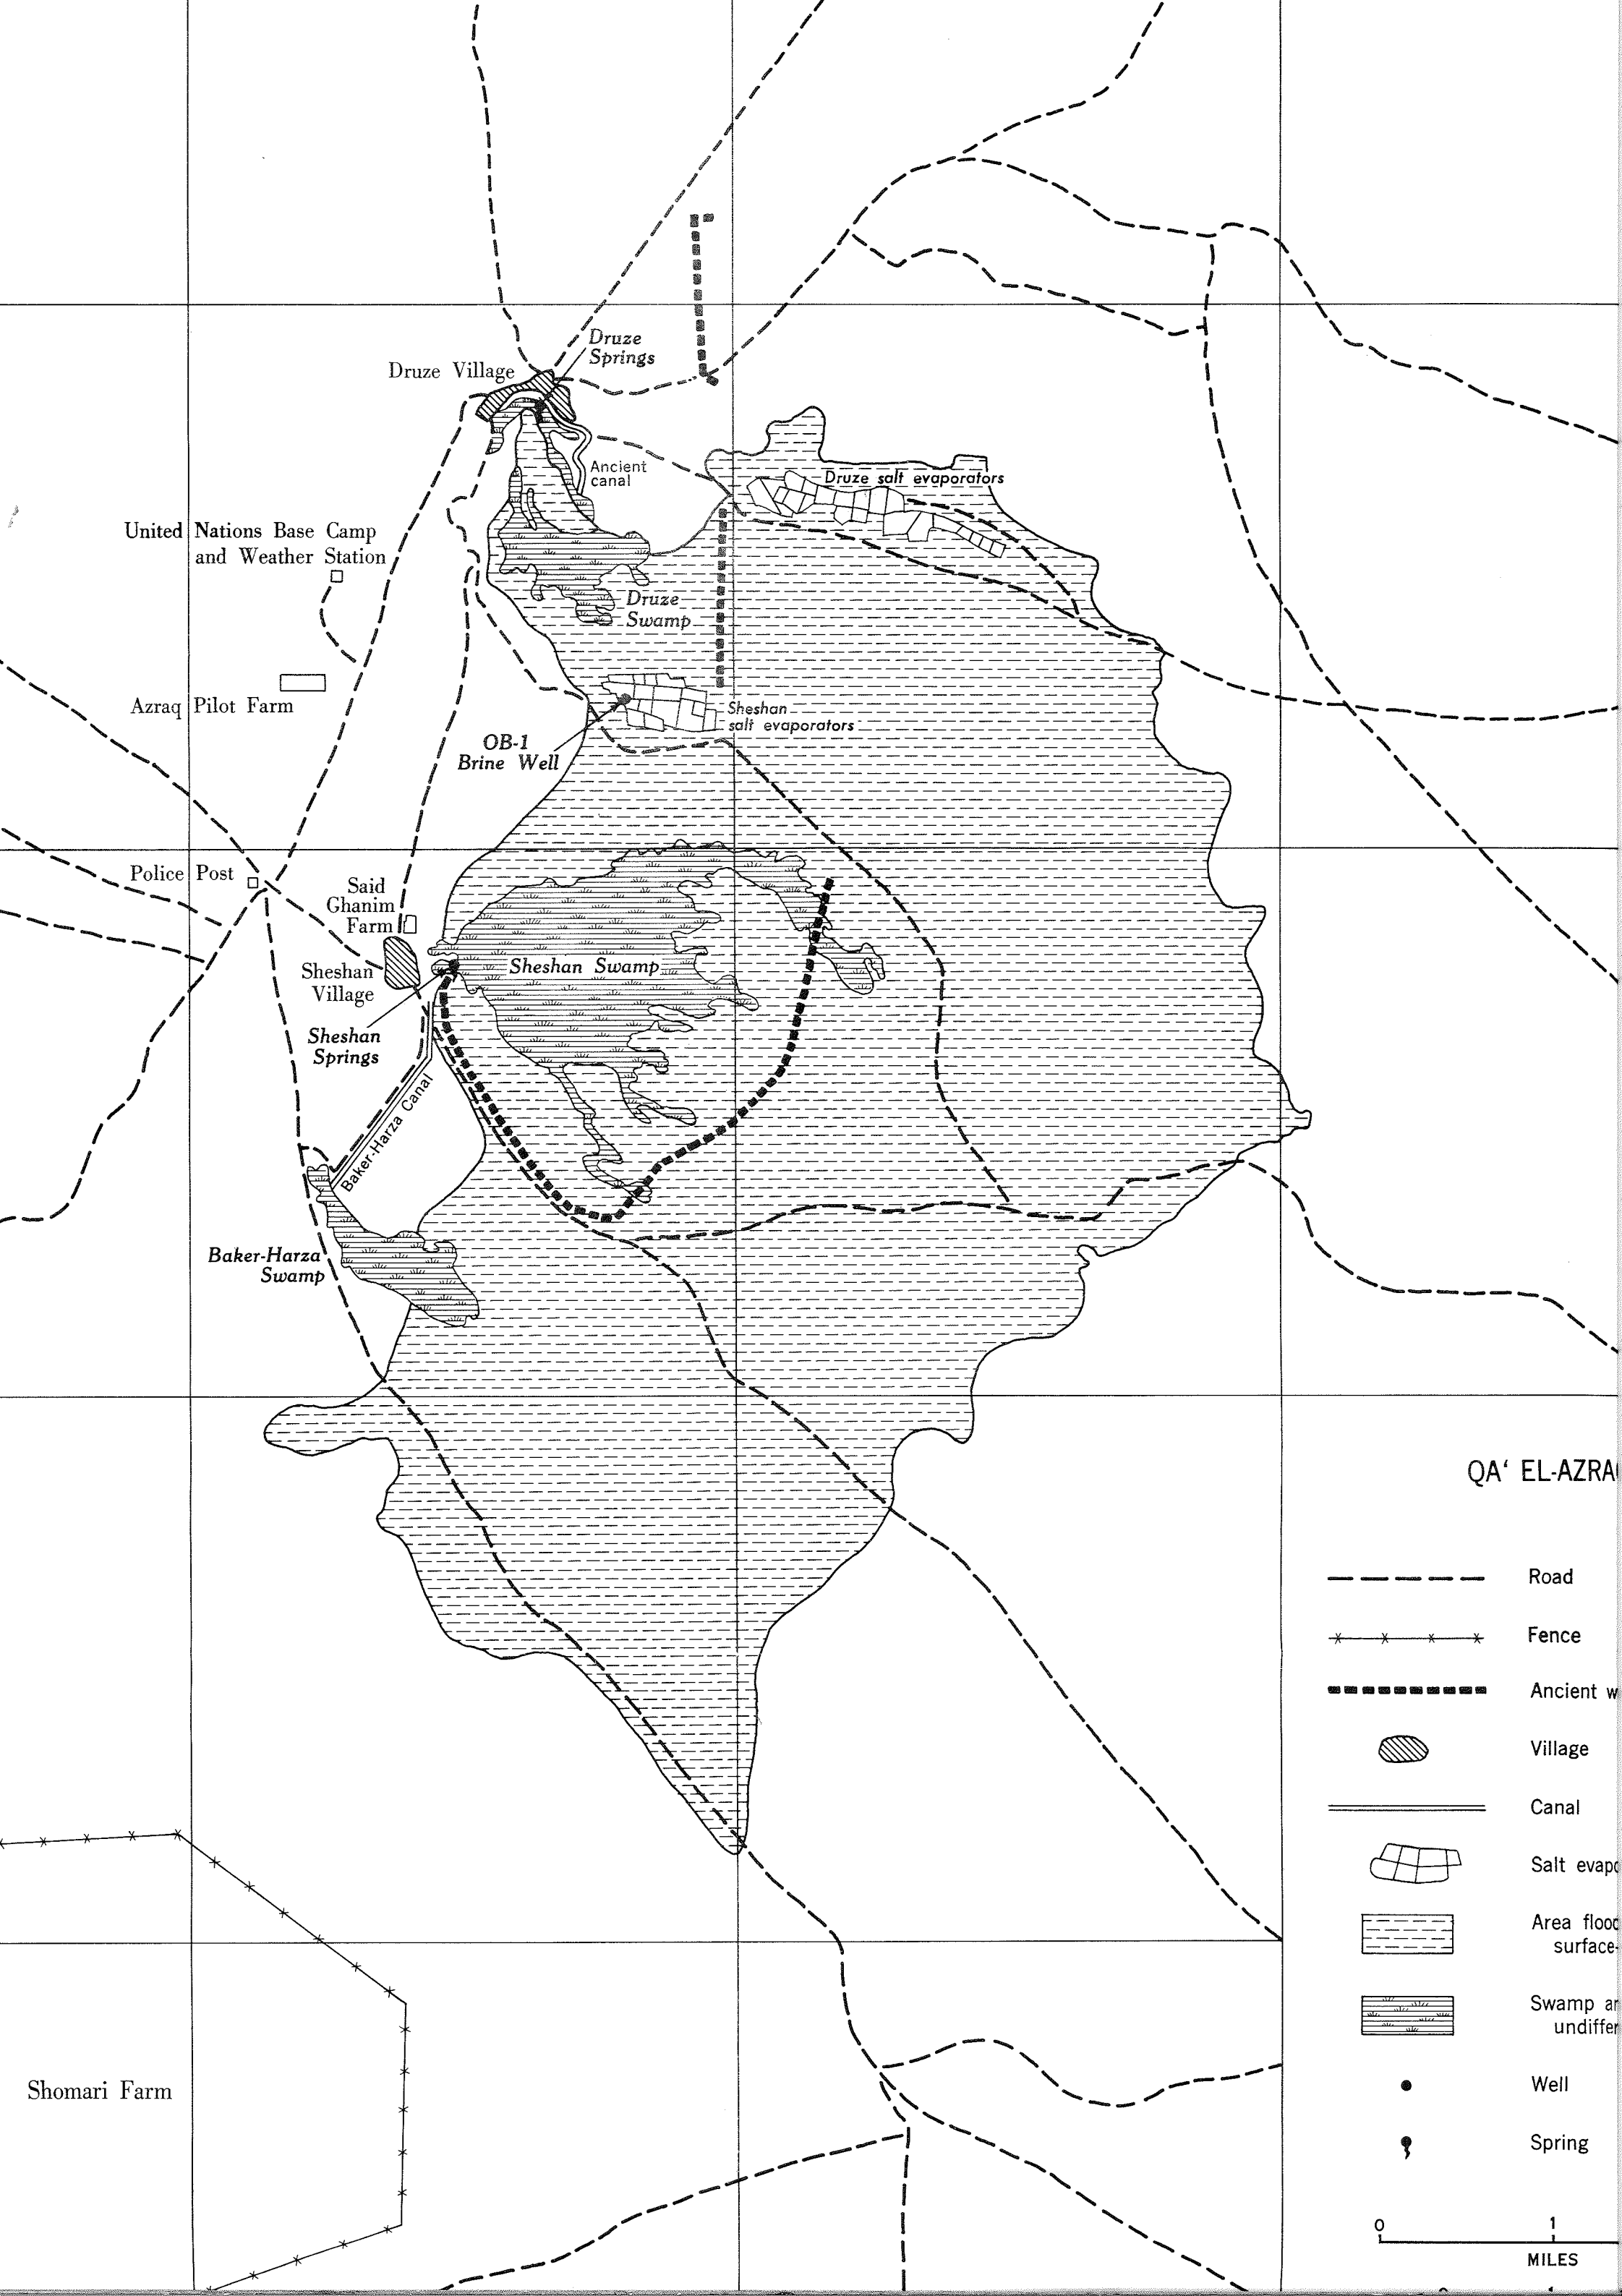 Druze
Springs
Druze Village
Ancient
canal
Druze salt evaporators
United Nations Base Camp
and Weather Station
Druze
Swamp
Azraq Pilot Farm
Sheshan
salt evaporators
OB-1
Brine Well
Police Post
Said
Ghanim
Farm
Sheshan
Village
Sheshan Swamp
Sheshan
Springs
Baker-Harza Canal
Baker-Harza
Swamp
QA‘ EL-AZRA
Road
Fence
Ancient w
Village
Canal
Salt evapo
Area flood
surface-
Swamp ar
undiffer
Well
Spring
Shomari Farm
0 1
MILES